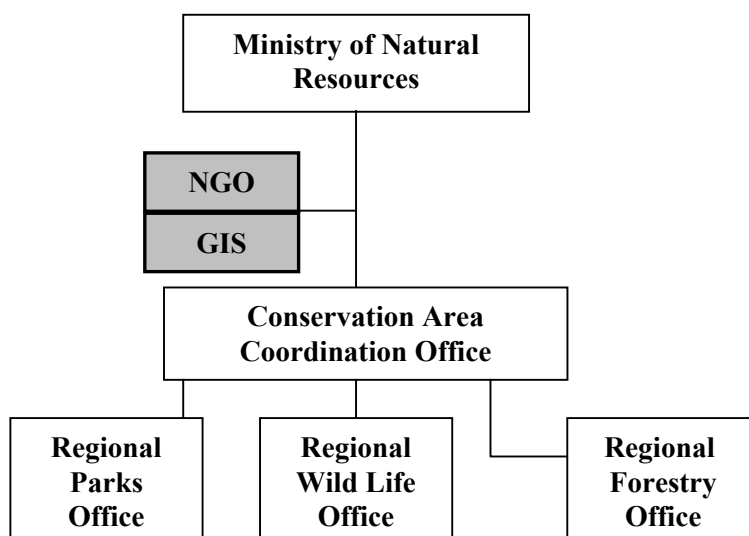 Ministry of Natural
Resources
NGO
GIS
Conservation Area
Coordination Office
Regional
Parks
Office
Regional
Wild Life
Office
Regional
Forestry
Office